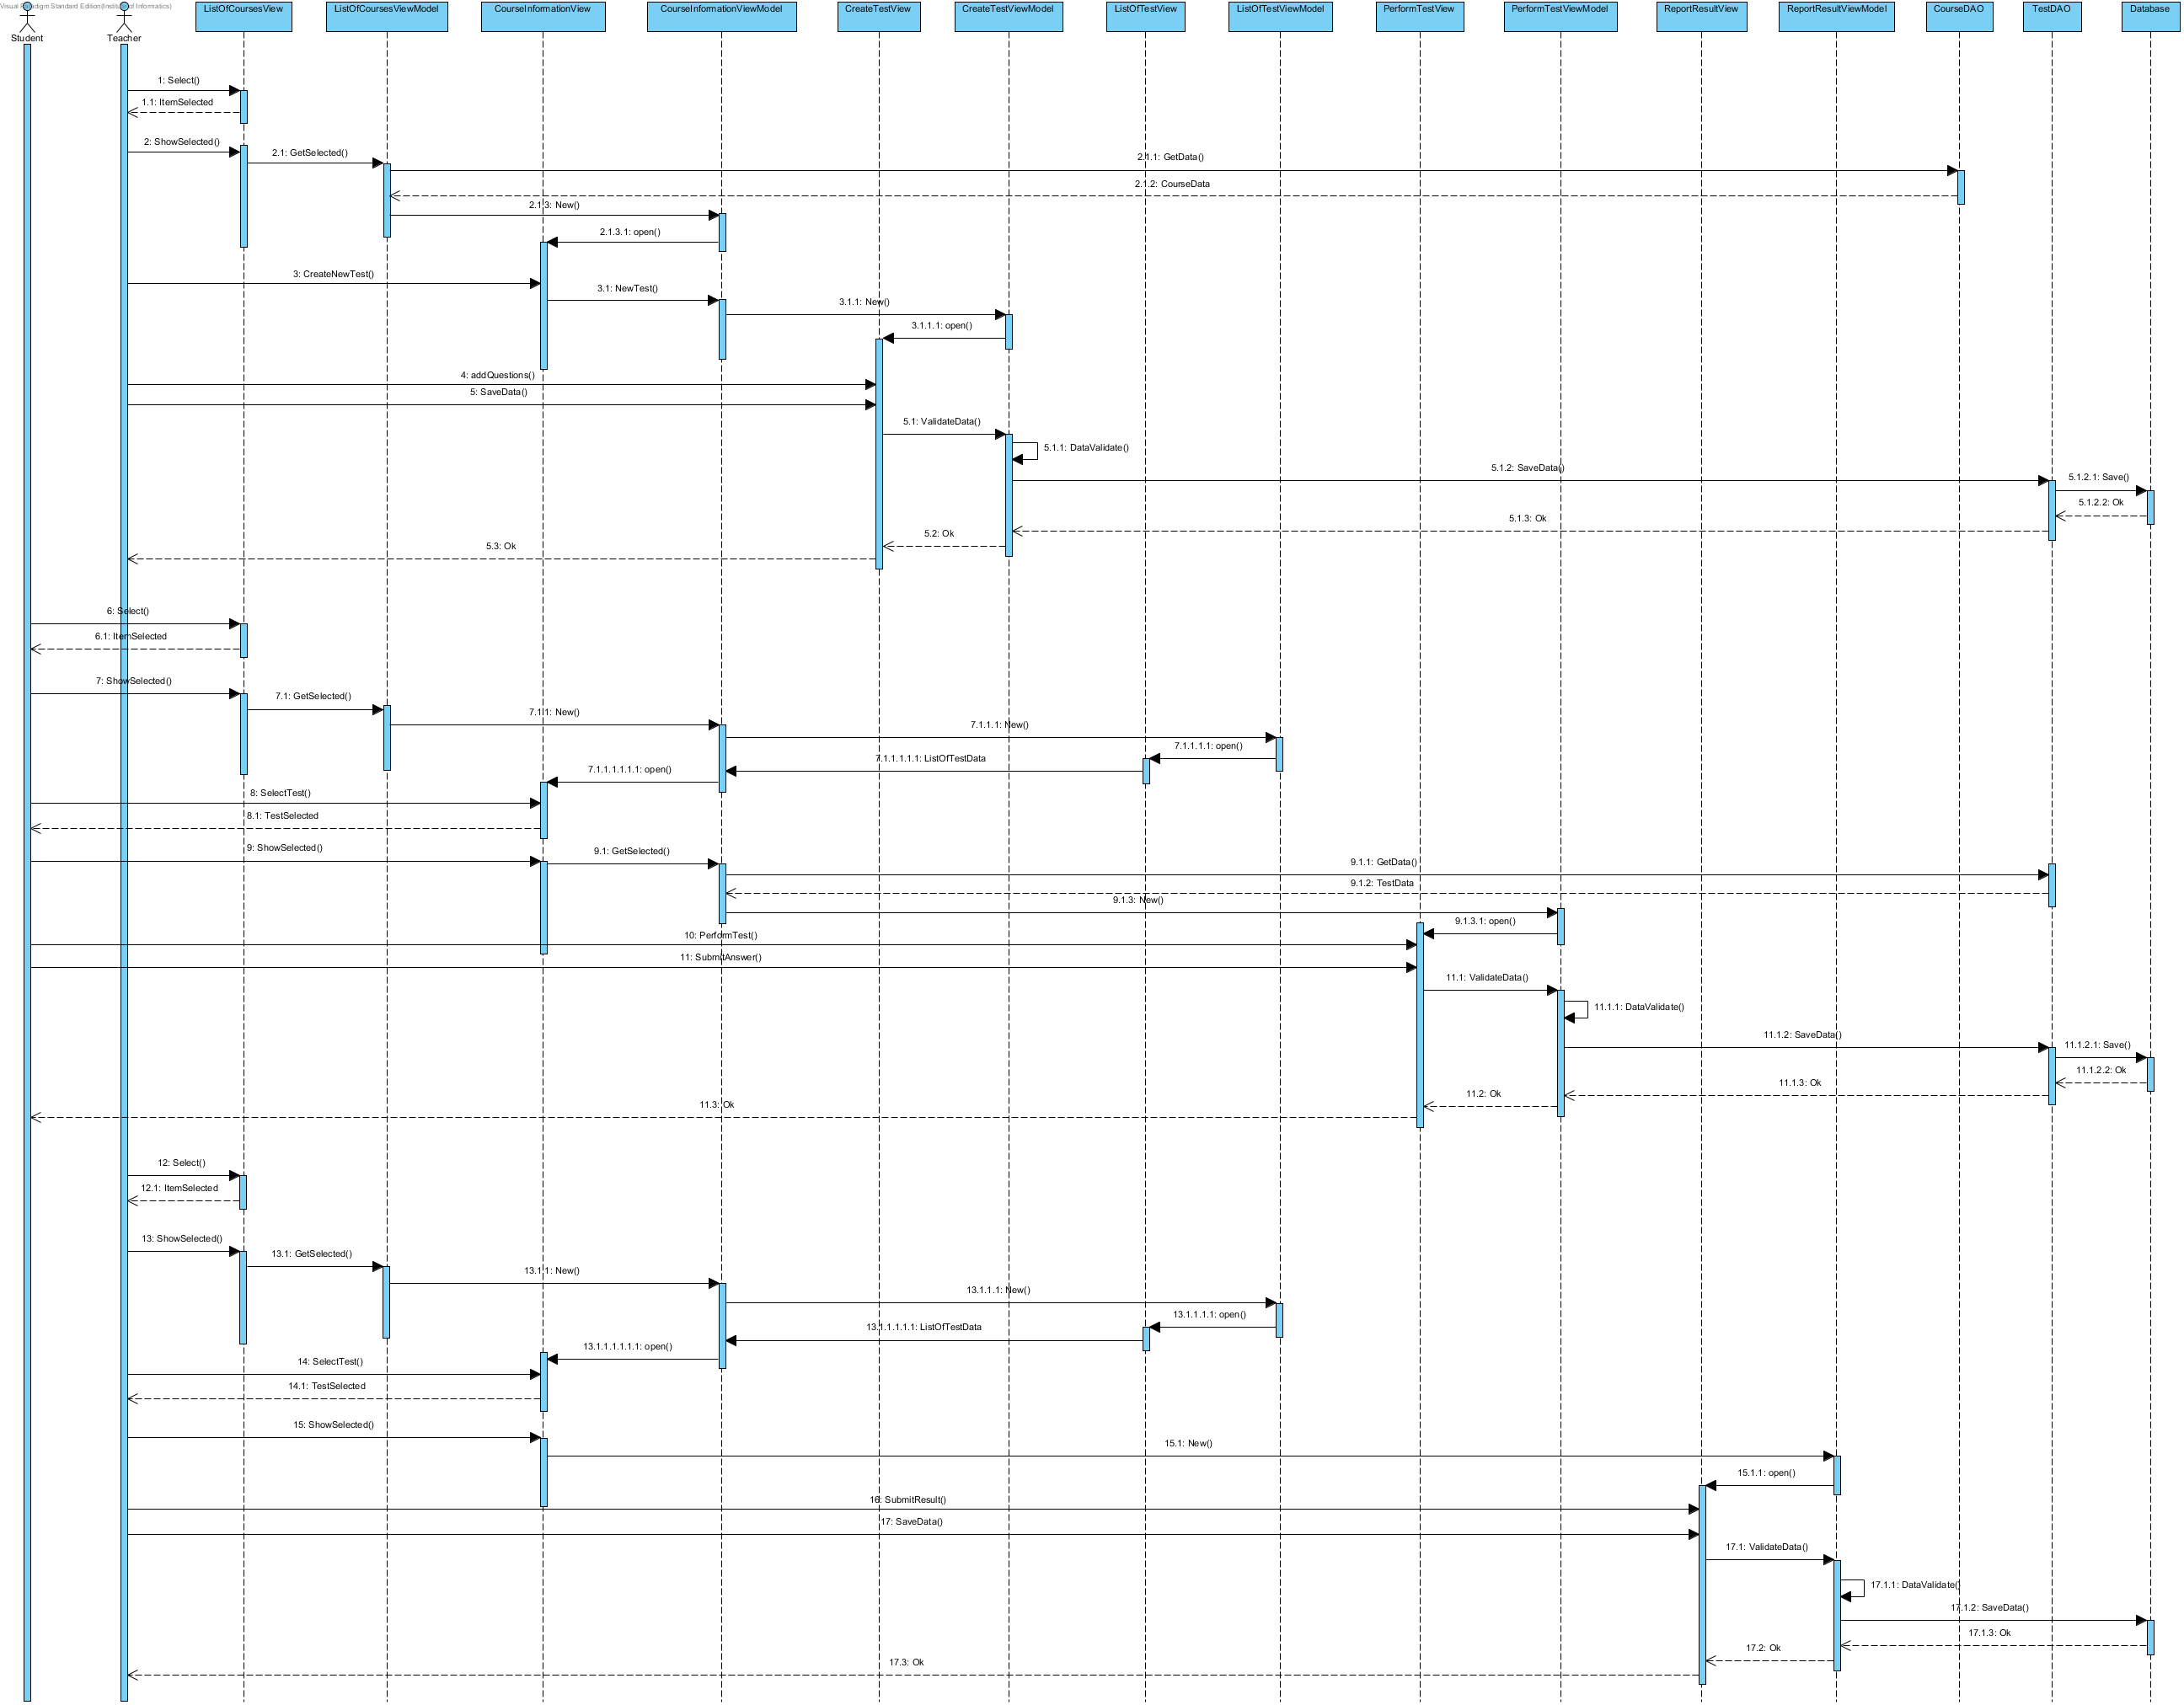 Visual Paradigm Standard Edition(Institute of Informatics)
Student
Teacher
ListOfCoursesView
ListOfCoursesViewModel
CourseInformationView
CourseInformationViewModel
CreateTestView
CreateTestViewModel
ListOfTestView
ListOfTestViewModel
PerformTestView
PerformTestViewModel
ReportResultView
ReportResultViewModel
CourseDAO
TestDAO
Database
1: Select()
1.1: ItemSelected
2: ShowSelected()
2.1: GetSelected()
2.1.1: GetData()
2.1.2: CourseData
2.1.3: New()
2.1.3.1: open()
3: CreateNewTest()
3.1: NewTest()
3.1.1: New()
3.1.1.1: open()
4: addQuestions()
5: SaveData()
5.1: ValidateData()
5.1.1: DataValidate()
5.1.2: SaveData()
5.1.2.1: Save()
5.1.2.2: Ok
5.1.3: Ok
5.2: Ok
5.3: Ok
6: Select()
6.1: ItemSelected
7: ShowSelected()
7.1: GetSelected()
7.1.1: New()
7.1.1.1: New()
7.1.1.1.1: open()
7.1.1.1.1.1: ListOfTestData
7.1.1.1.1.1.1: open()
8: SelectTest()
8.1: TestSelected
9: ShowSelected()
9.1: GetSelected()
9.1.1: GetData()
9.1.2: TestData
9.1.3: New()
9.1.3.1: open()
10: PerformTest()
11: SubmitAnswer()
11.1: ValidateData()
11.1.1: DataValidate()
11.1.2: SaveData()
11.1.2.1: Save()
11.1.2.2: Ok
11.1.3: Ok
11.2: Ok
11.3: Ok
12: Select()
12.1: ItemSelected
13: ShowSelected()
13.1: GetSelected()
13.1.1: New()
13.1.1.1: New()
13.1.1.1.1: open()
13.1.1.1.1.1: ListOfTestData
13.1.1.1.1.1.1: open()
14: SelectTest()
14.1: TestSelected
15: ShowSelected()
15.1: New()
15.1.1: open()
16: SubmitResult()
17: SaveData()
17.1: ValidateData()
17.1.1: DataValidate()
17.1.2: SaveData()
17.1.3: Ok
17.2: Ok
17.3: Ok